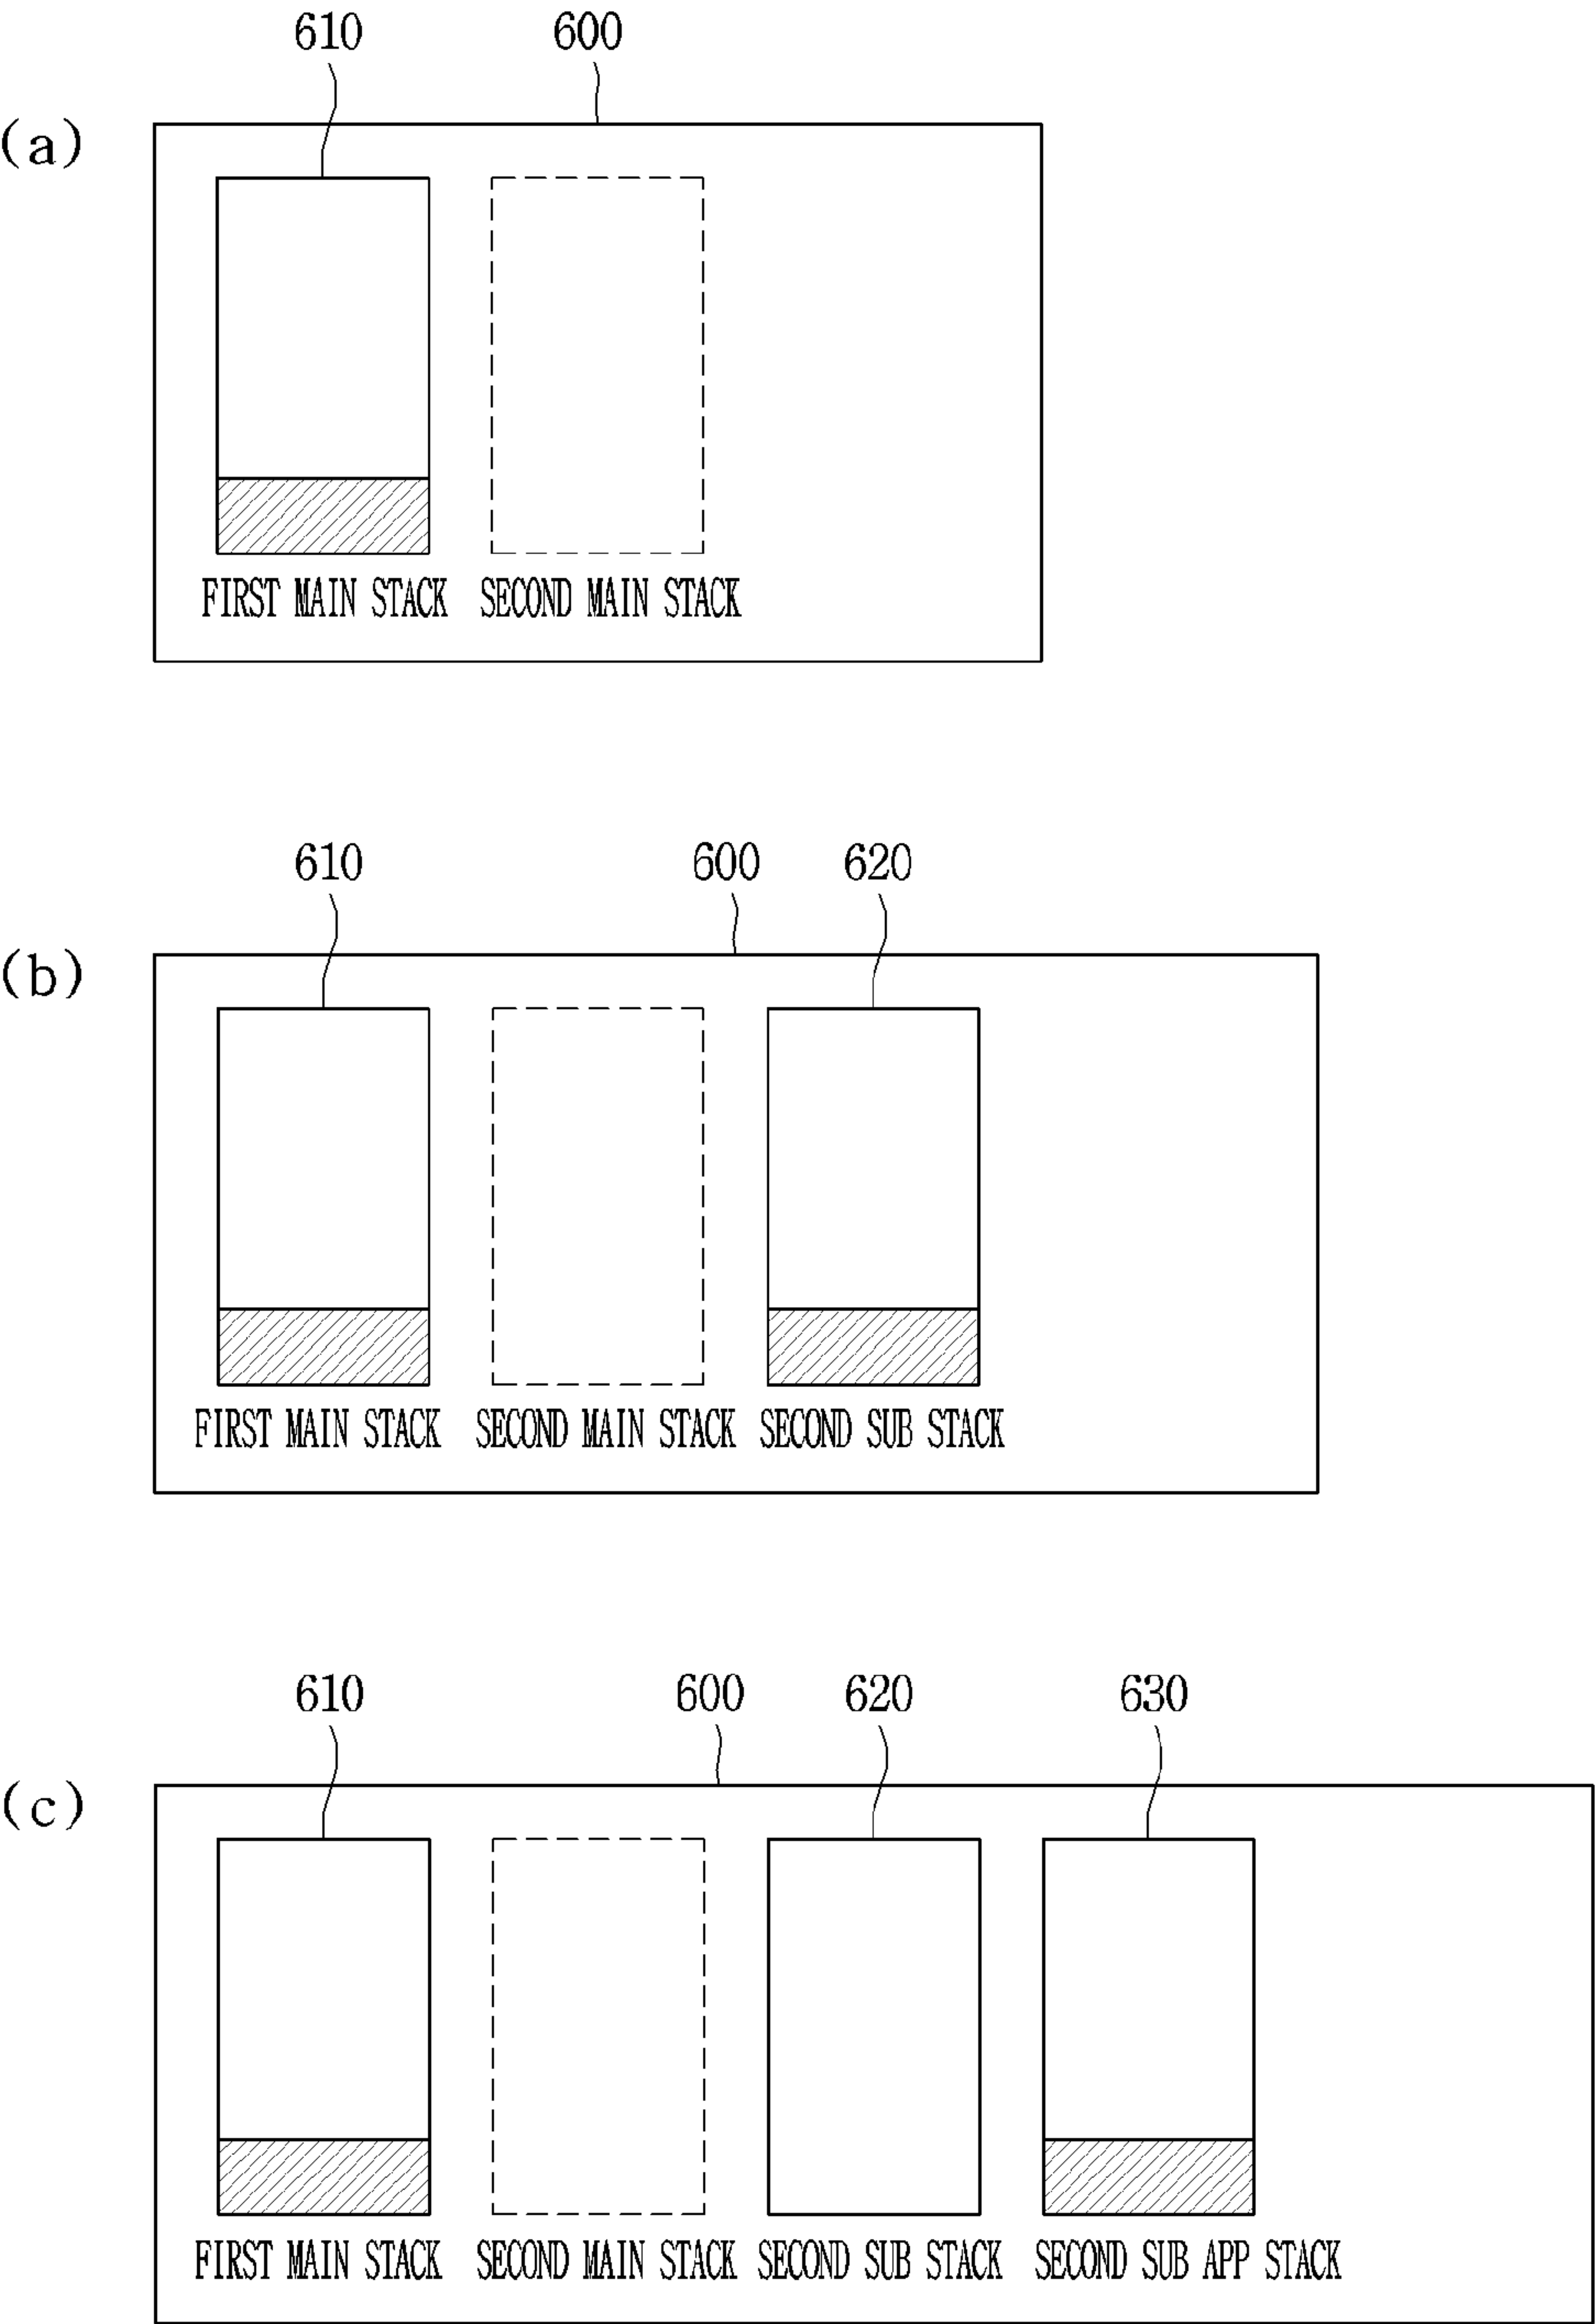 610 600
(a)
FIRST MAIN STACK SECOND MAIN STACK
610 600 620
(b)
FIRST MAIN STACK SECOND MAIN STACK SECOND SUB STACK
610 600 620 630
(c)
FIRST MAIN STACK SECOND MAIN STACK SECOND SUB STACK SECOND SUB APP STACK